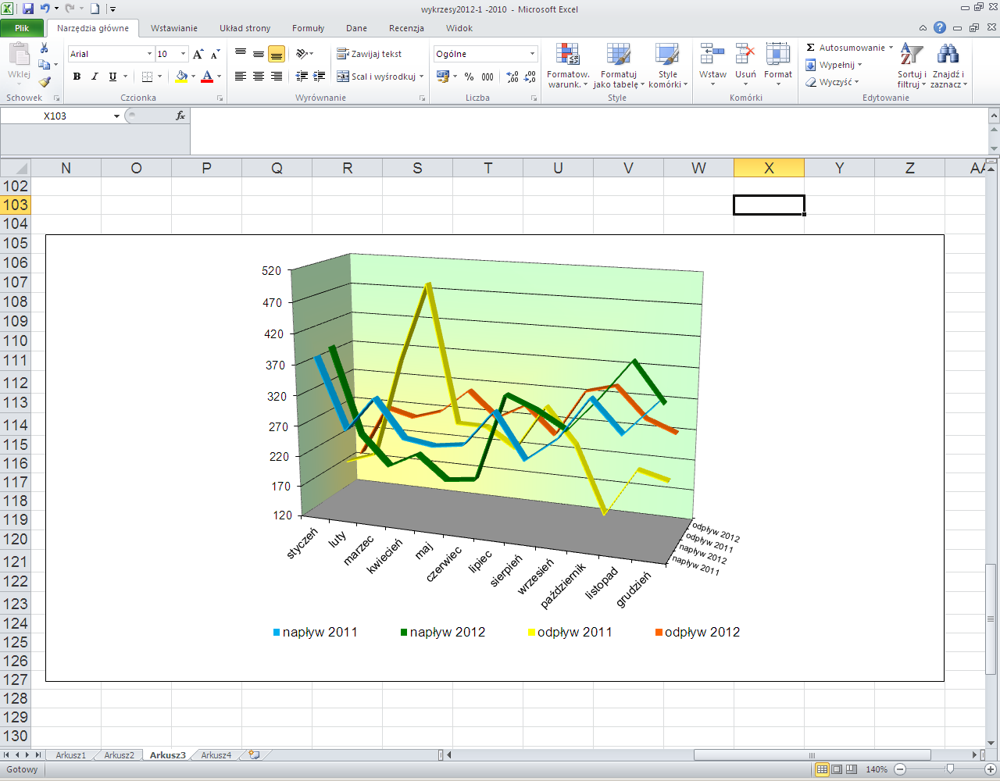 wykrzesy2012-1 -2010 - Microsoft Excel
Plik Narzędzia główne Wstawianie Układ strony Formuły Dane Recenzja Widok
Wklej
Arial 10
Zawijaj tekst
Ogólne
Formatow. warunk.
Formatuj jako tabelę
Style komórki
Wstaw Usuń Format
Σ Autosumowanie
Wypełnij
Wyczyść
Sortuj i filtruj
Znajdź i zaznacz
B I U A
Scal i wyśrodkuj
% 000
Schowek Czcionka Wyrównanie Liczba Style Komórki Edytowanie
X103 fx
N O P Q R S T U V W X Y Z AA
102
103
104
105
106
107
108
109
110
111
112
113
114
115
116
117
118
119
120
121
122
123
124
125
126
127
128
129
130
520
470
420
370
320
270
220
170
120
styczeń luty marzec kwiecień maj czerwiec lipiec sierpień wrzesień październik listopad grudzień
odpływ 2012
odpływ 2011
napływ 2012
napływ 2011
napływ 2011 napływ 2012 odpływ 2011 odpływ 2012
Arkusz1 Arkusz2 Arkusz3 Arkusz4
Gotowy 140%